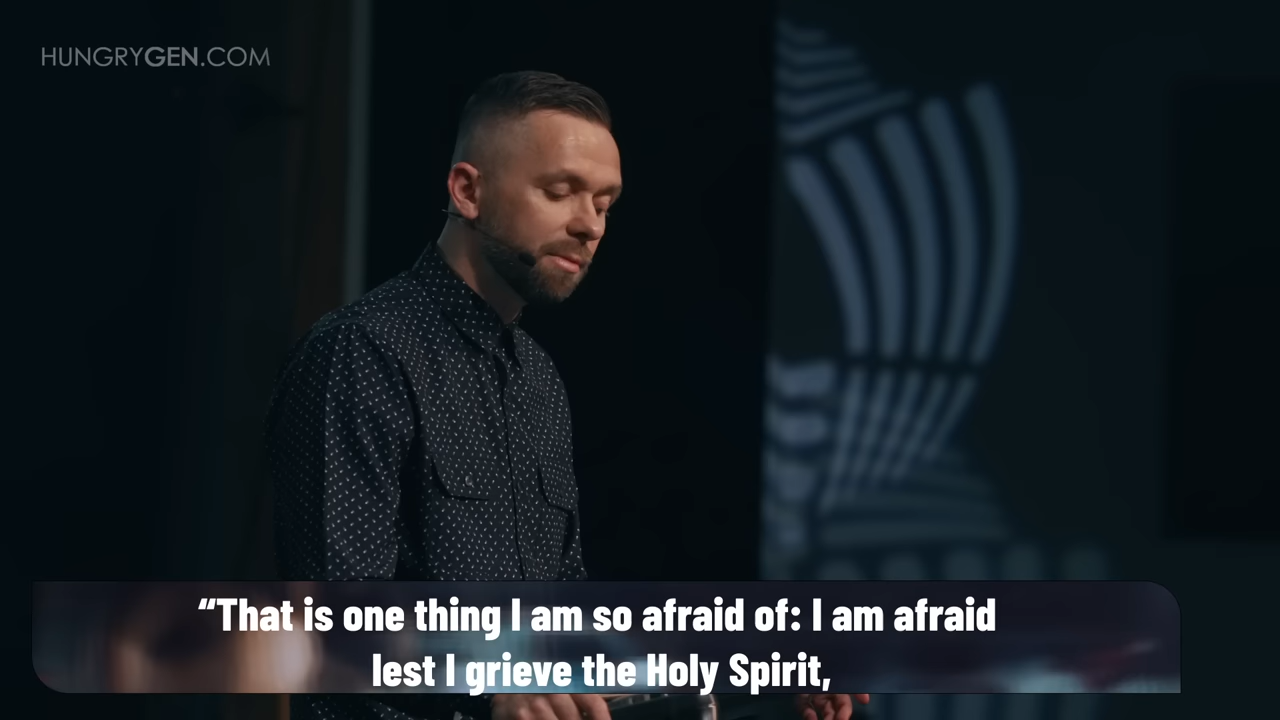 HUNGRYGEN.COM
“That is one thing I am so afraid of: I am afraid
lest I grieve the Holy Spirit,